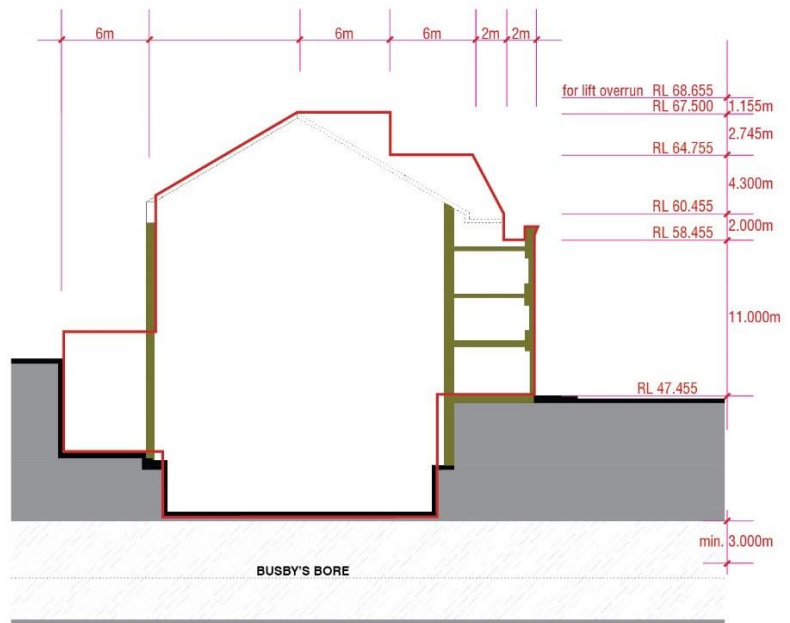 6m 6m 6m 2m 2m
for lift overrun RL 68.655
RL 67.500 1.155m
2.745m
RL 64.755
4.300m
RL 60.455
2.000m
RL 58.455
11.000m
RL 47.455
min. 3.000m
BUSBY'S BORE